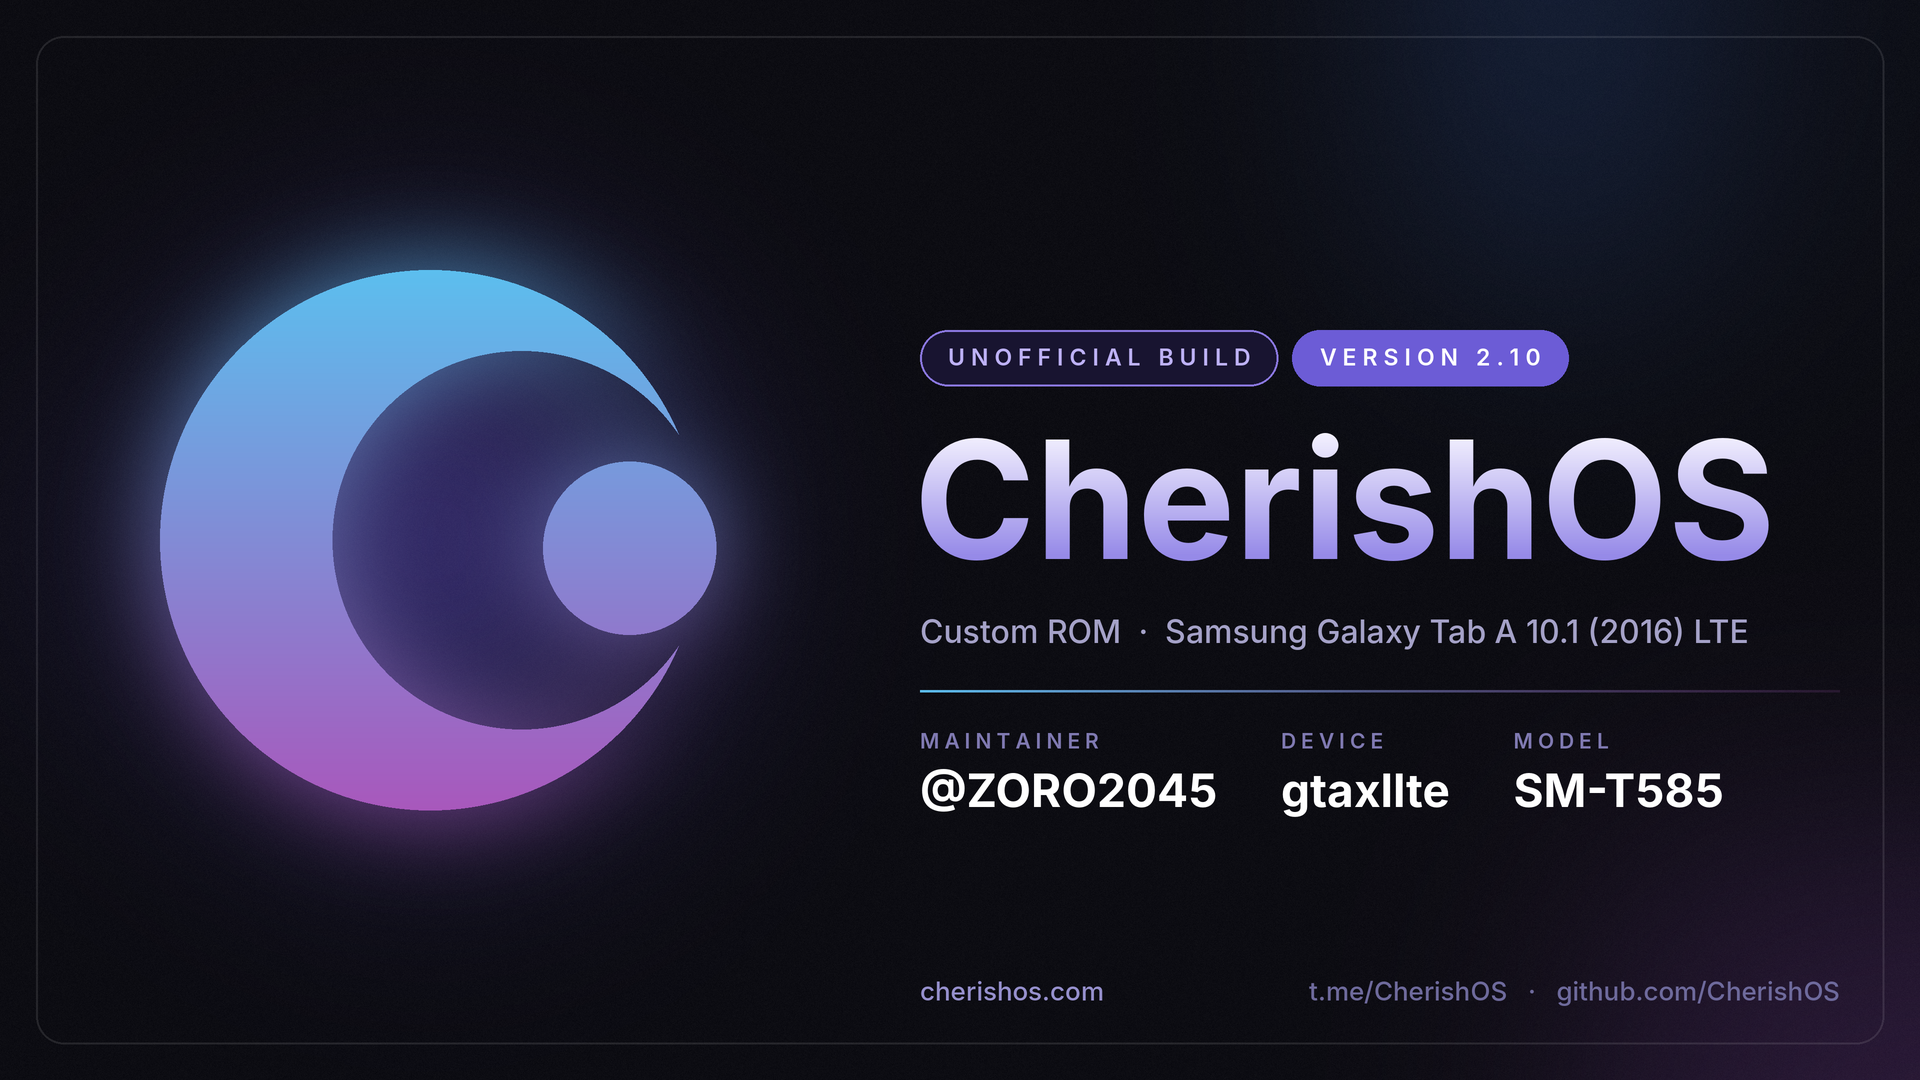 UNOFFICIAL BUILD VERSION 2.10
CherishOS
Custom ROM · Samsung Galaxy Tab A 10.1 (2016) LTE
MAINTAINER DEVICE MODEL
@ZORO2045 gtaxllte SM-T585
cherishos.com t.me/CherishOS · github.com/CherishOS